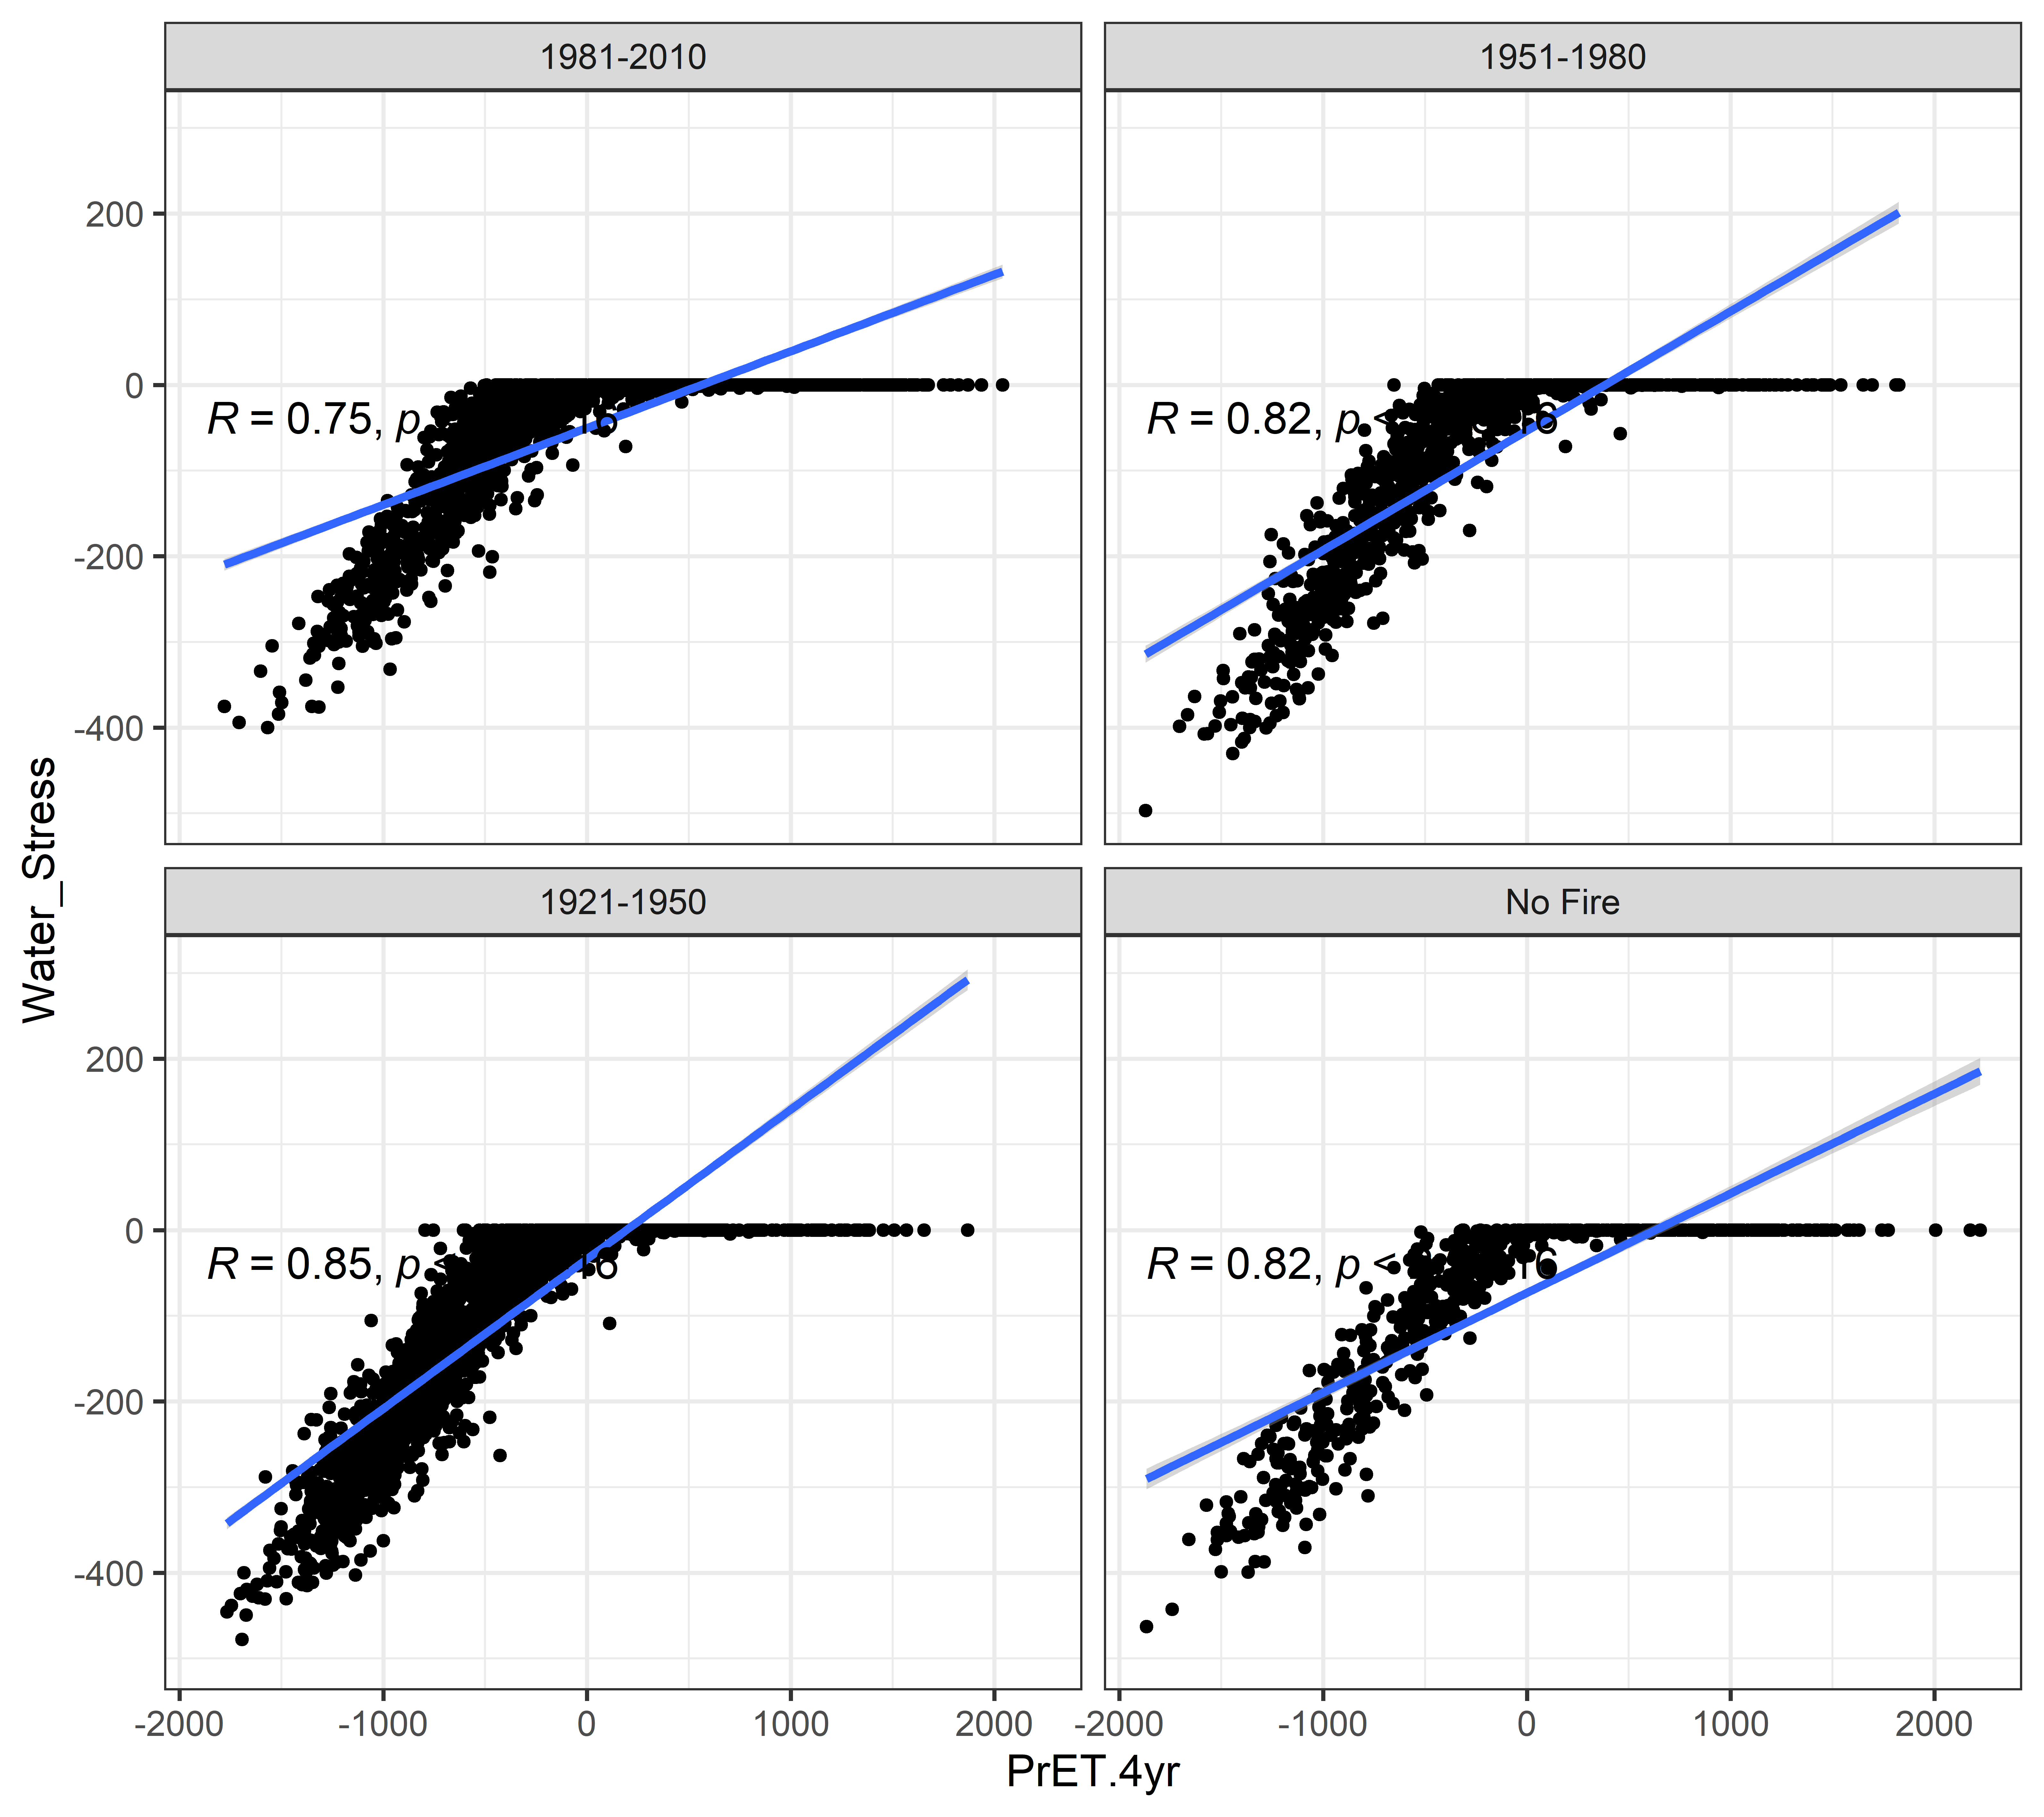 1981-2010
1951-1980
200
0
-200
-400
R = 0.75, p
R = 0.82, p <
1921-1950
No Fire
200
0
-200
-400
R = 0.85, p <
R = 0.82, p <
-2000 -1000 0 1000 2000
-2000 -1000 0 1000 2000
Water_Stress
PrET.4yr